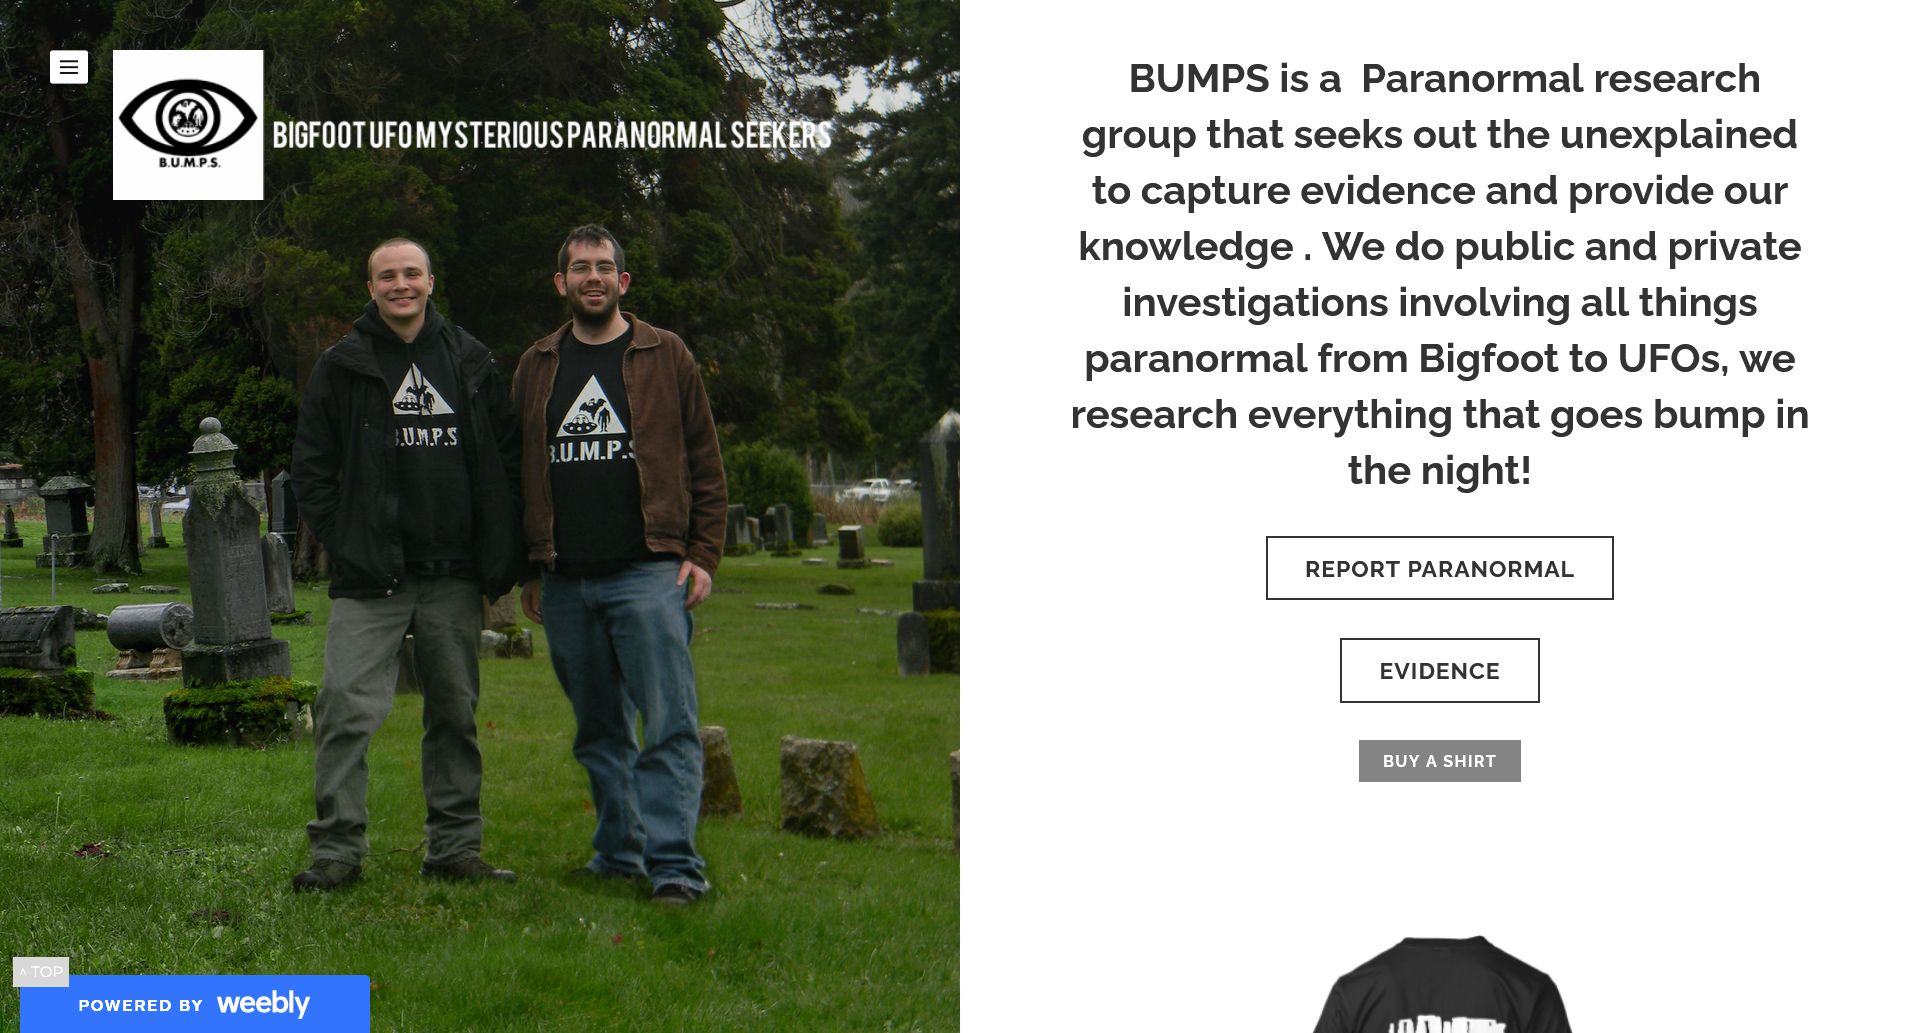 B.U.M.P.S.
BIGFOOT UFO MYSTERIOUS PARANORMAL SEEKERS
.U.M.P.S
B.U.M.P.S
^ TOP
POWERED BY weebly
BUMPS is a  Paranormal research
group that seeks out the unexplained
to capture evidence and provide our
knowledge . We do public and private
investigations involving all things
paranormal from Bigfoot to UFOs, we
research everything that goes bump in
the night!
REPORT PARANORMAL
EVIDENCE
BUY A SHIRT